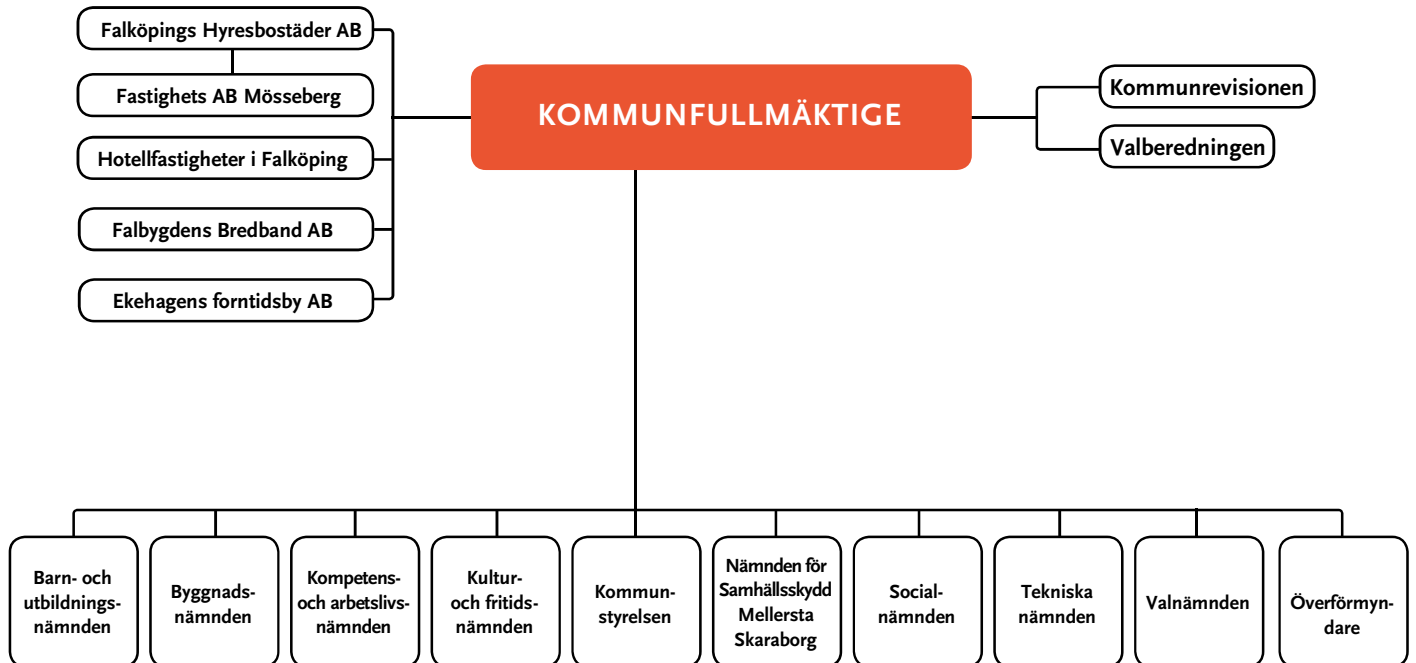 Falköpings Hyresbostäder AB
Fastighets AB Mösseberg
Hotellfastigheter i Falköping
Falbygdens Bredband AB
Ekehagens forntidsby AB
KOMMUNFULLMÄKTIGE
Kommunrevisionen
Valberedningen
Barn- och
utbildnings-
nämnden
Byggnads-
nämnden
Kompetens-
och arbetslivs-
nämnden
Kultur-
och fritids-
nämnden
Kommun-
styrelsen
Nämnden för
Samhällsskydd
Mellersta
Skaraborg
Social-
nämnden
Tekniska
nämnden
Valnämnden
Överförmyn-
dare